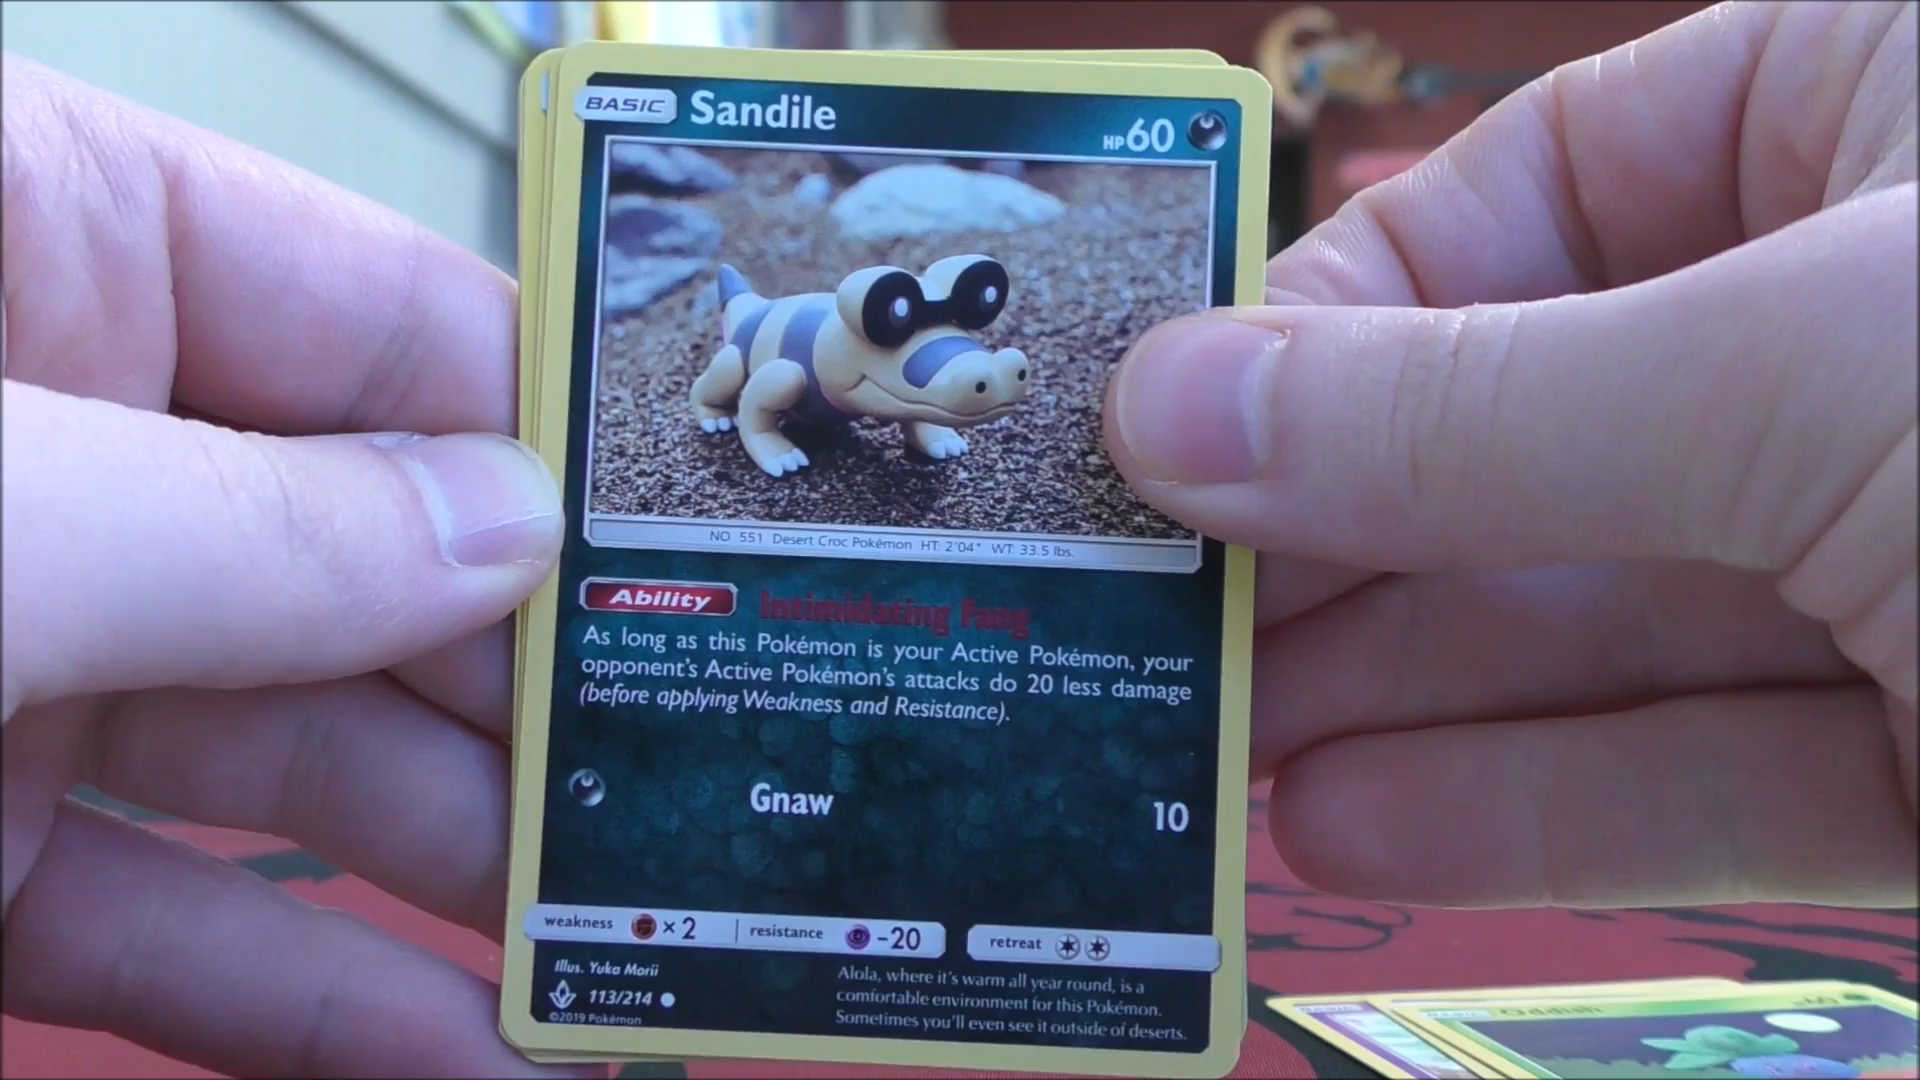 BASIC Sandile HP 60
NO. 551 Desert Croc Pokémon HT: 2'04" WT: 33.5 lbs.
Ability Intimidating Fang
As long as this Pokémon is your Active Pokémon, your
opponent's Active Pokémon's attacks do 20 less damage
(before applying Weakness and Resistance).
Gnaw 10
weakness × 2 resistance -20 retreat
Illus. Yuka Morii
113/214
©2019 Pokémon
Alola, where it's warm all year round, is a
comfortable environment for this Pokémon.
Sometimes you'll even see it outside of deserts.
Oddish